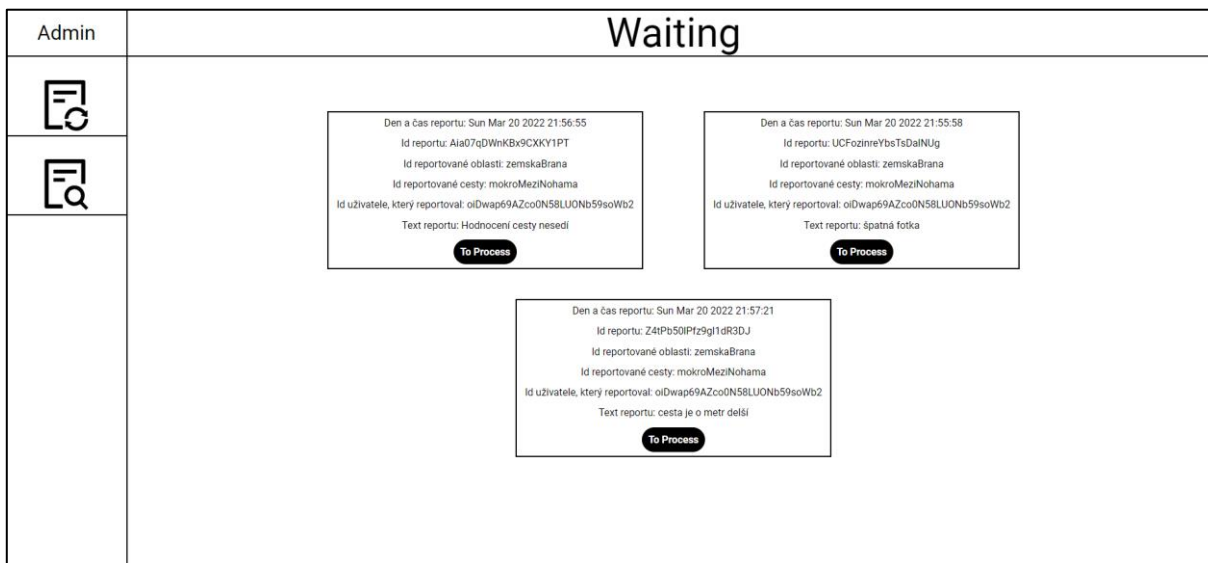 Admin
Waiting
Den a čas reportu: Sun Mar 20 2022 21:56:55
Id reportu: Aia07qDWnKBx9CXKY1PT
Id reportované oblasti: zemskaBrana
Id reportované cesty: mokroMeziNohama
Id uživatele, který reportoval: oiDwap69AZco0N58LUONb59soWb2
Text reportu: Hodnocení cesty nesedí
To Process
Den a čas reportu: Sun Mar 20 2022 21:55:58
Id reportu: UCFozinreYbsTsDalNUg
Id reportované oblasti: zemskaBrana
Id reportované cesty: mokroMeziNohama
Id uživatele, který reportoval: oiDwap69AZco0N58LUONb59soWb2
Text reportu: špatná fotka
To Process
Den a čas reportu: Sun Mar 20 2022 21:57:21
Id reportu: Z4tPb50lPfz9gI1dR3DJ
Id reportované oblasti: zemskaBrana
Id reportované cesty: mokroMeziNohama
Id uživatele, který reportoval: oiDwap69AZco0N58LUONb59soWb2
Text reportu: cesta je o metr delší
To Process